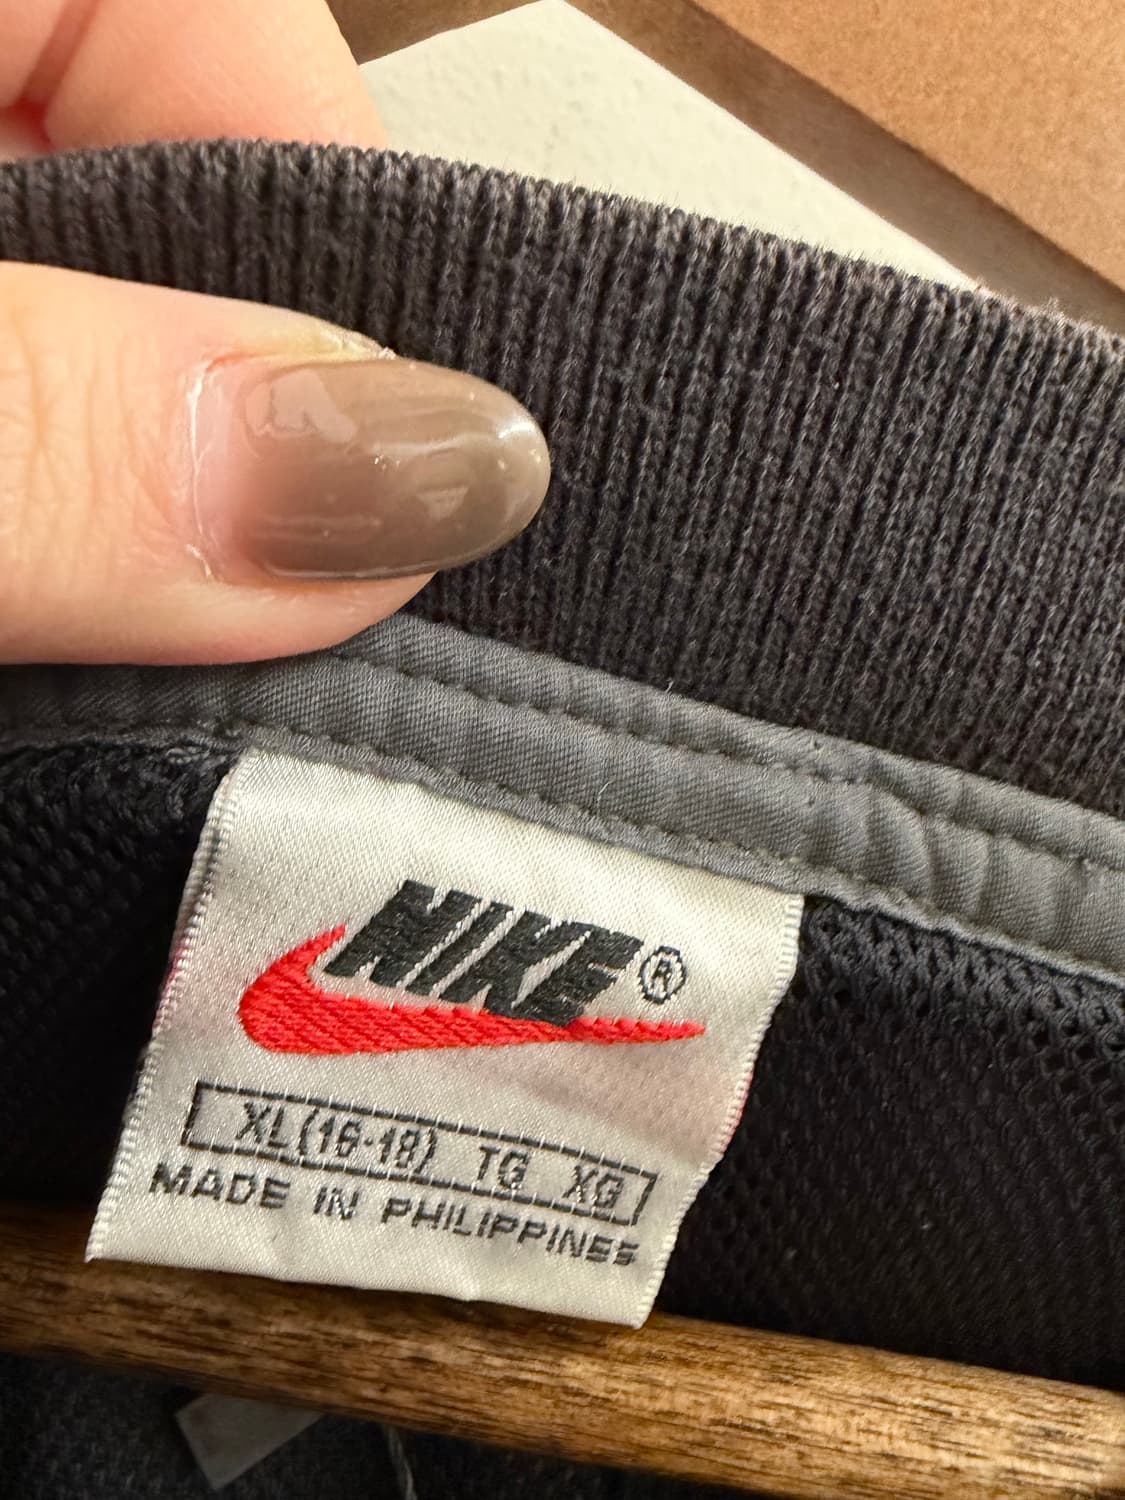 NIKE®
XL(16-18) TG XG
MADE IN PHILIPPINES